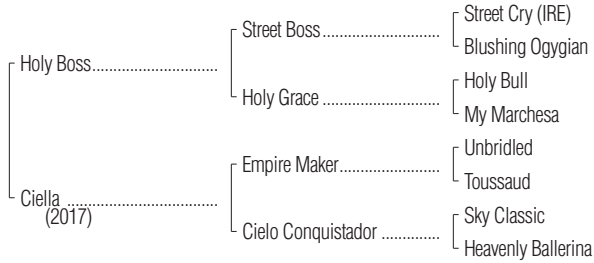 Street Cry (IRE)
Street Boss
Blushing Ogygian
Holy Boss
Holy Bull
Holy Grace
My Marchesa
Unbridled
Empire Maker
Toussaud
Ciella
(2017)
Sky Classic
Cielo Conquistador
Heavenly Ballerina